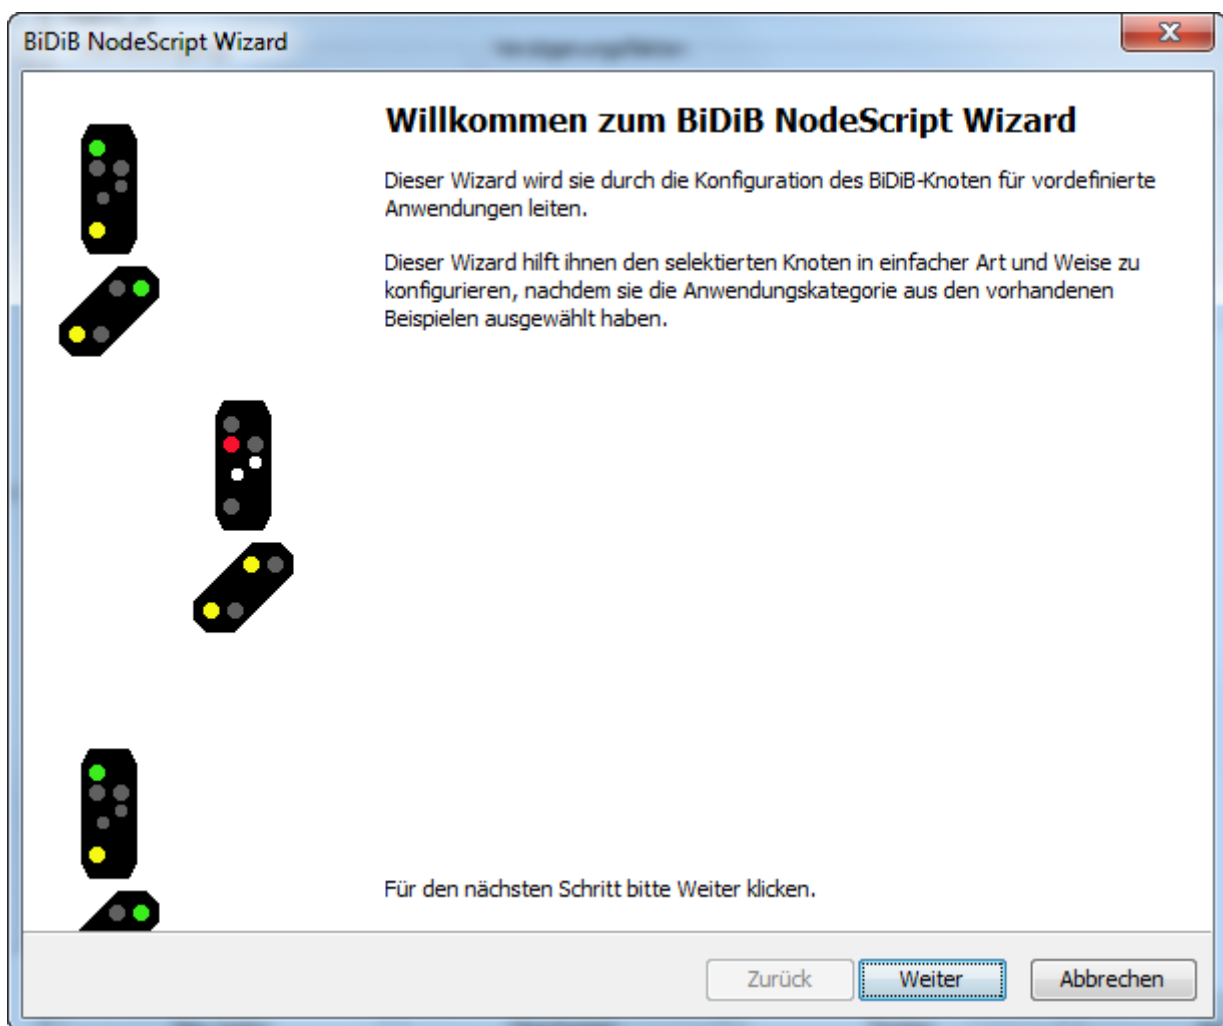 BiDiB NodeScript Wizard
Willkommen zum BiDiB NodeScript Wizard
Dieser Wizard wird sie durch die Konfiguration des BiDiB-Knoten für vordefinierte
Anwendungen leiten.
Dieser Wizard hilft ihnen den selektierten Knoten in einfacher Art und Weise zu
konfigurieren, nachdem sie die Anwendungskategorie aus den vorhandenen
Beispielen ausgewählt haben.
Für den nächsten Schritt bitte Weiter klicken.
Zurück Weiter Abbrechen